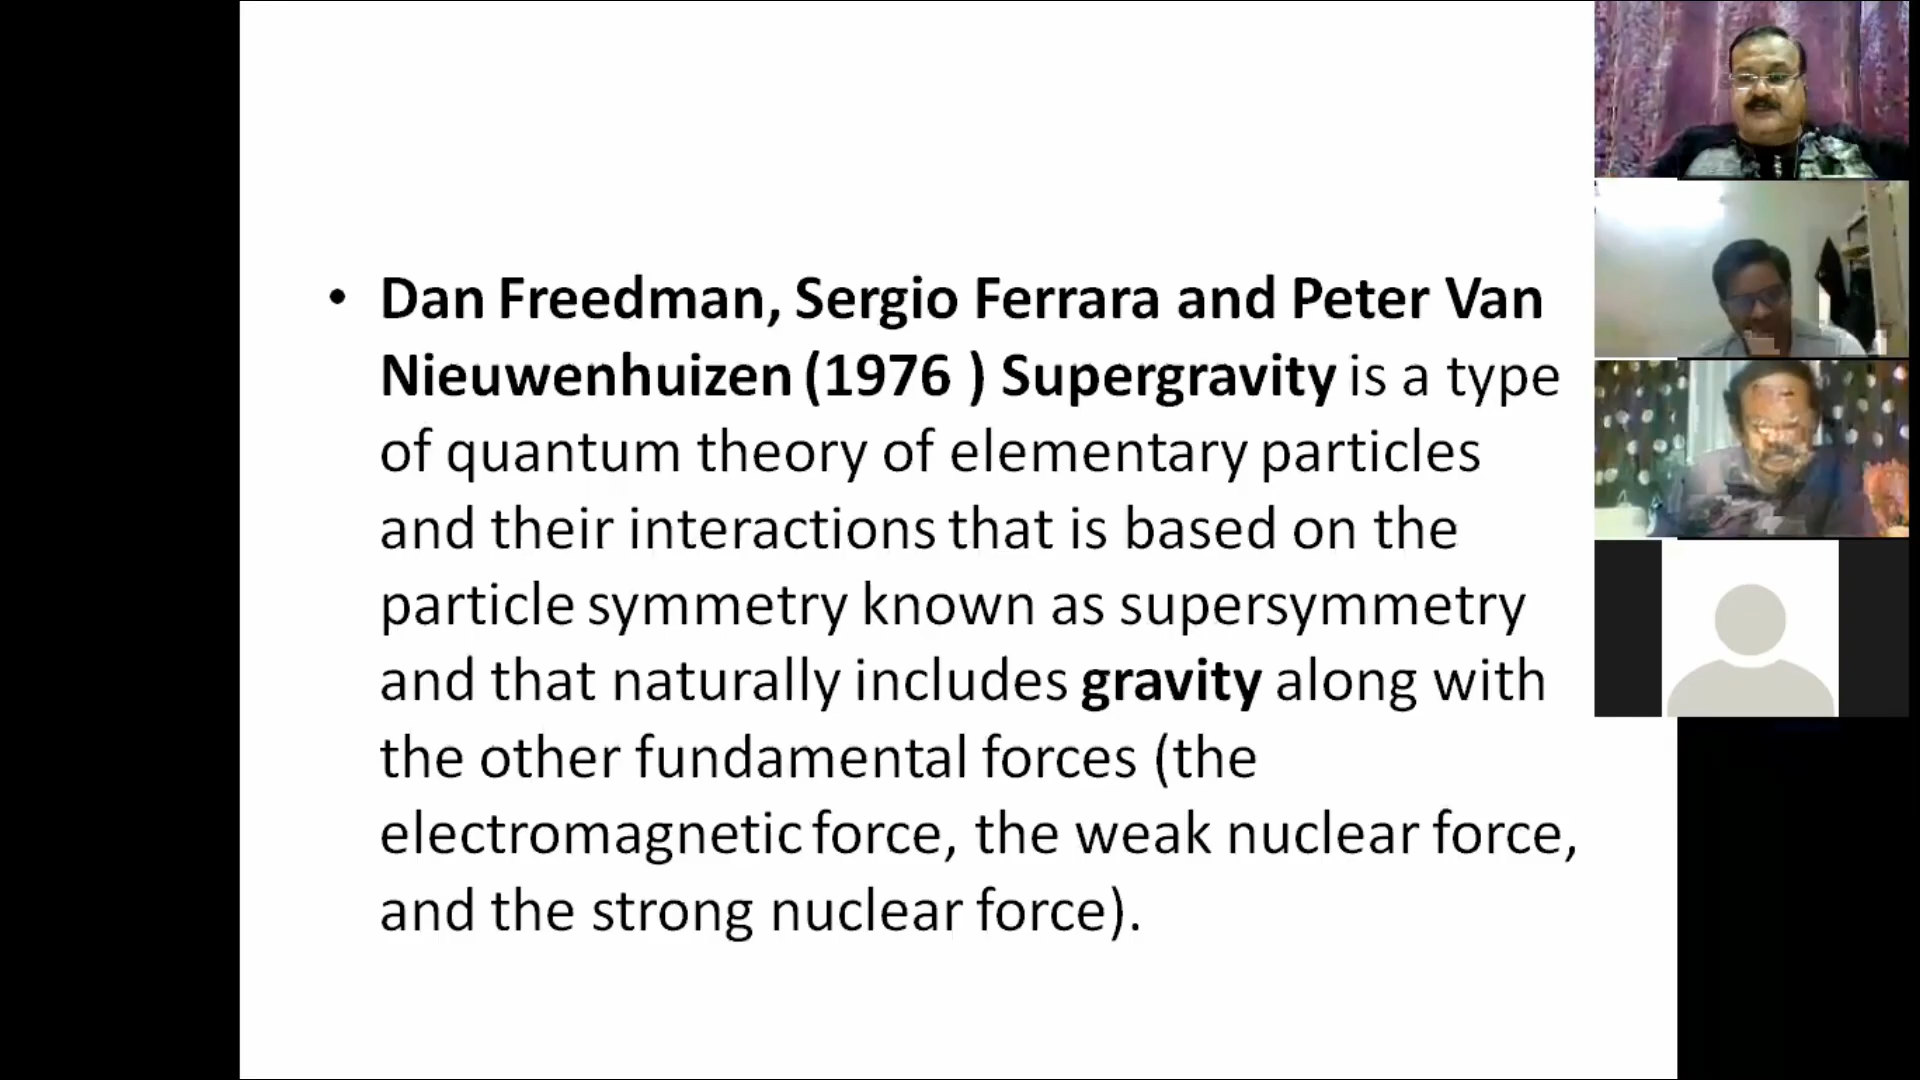 • Dan Freedman, Sergio Ferrara and Peter Van
Nieuwenhuizen (1976 ) Supergravity is a type
of quantum theory of elementary particles
and their interactions that is based on the
particle symmetry known as supersymmetry
and that naturally includes gravity along with
the other fundamental forces (the
electromagnetic force, the weak nuclear force,
and the strong nuclear force).